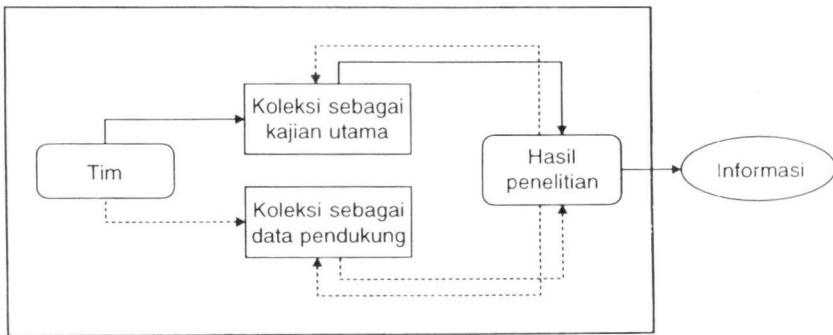 Koleksi sebagai
kajian utama
Tim
Hasil
penelitian
Informasi
Koleksi sebagai
data pendukung